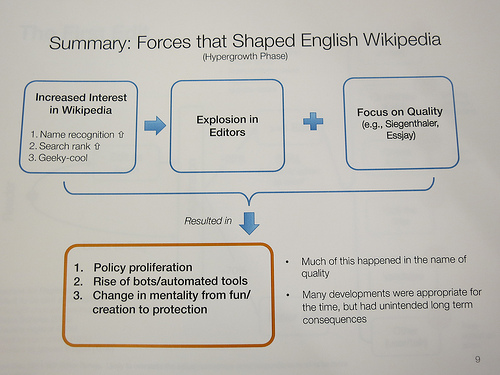 Summary: Forces that Shaped English Wikipedia
(Hypergrowth Phase)
Increased Interest
in Wikipedia
1. Name recognition ⇧
2. Search rank ⇧
3. Geeky-cool
Explosion in
Editors
Focus on Quality
(e.g., Siegenthaler,
Essjay)
Resulted in
1. Policy proliferation
2. Rise of bots/automated tools
3. Change in mentality from fun/
creation to protection
• Much of this happened in the name of
quality
• Many developments were appropriate for
the time, but had unintended long term
consequences
9